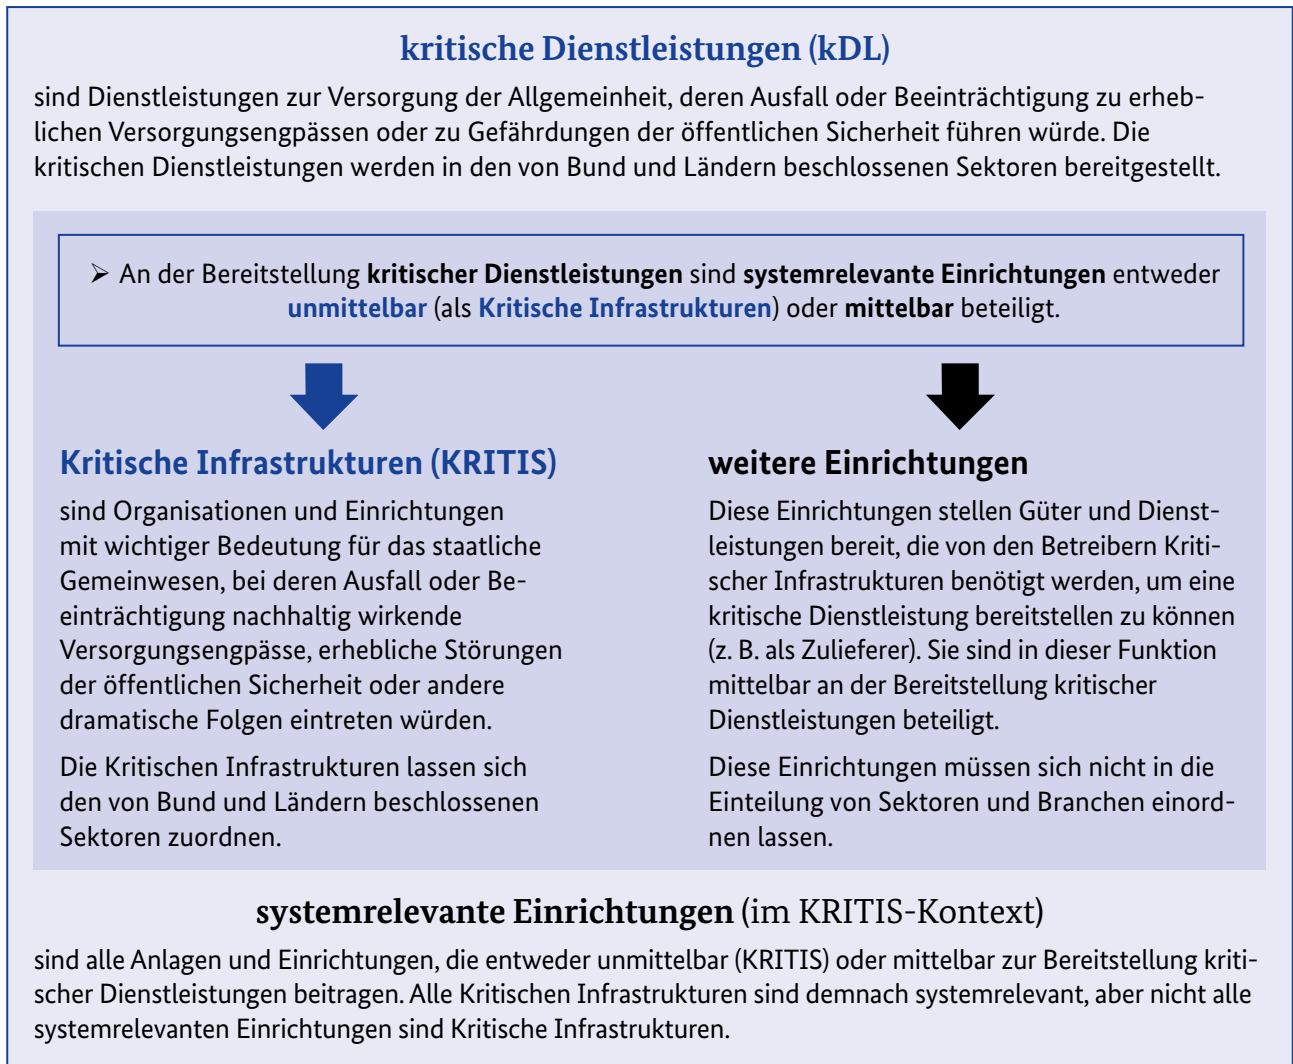 kritische Dienstleistungen (kDL)
sind Dienstleistungen zur Versorgung der Allgemeinheit, deren Ausfall oder Beeinträchtigung zu erheb-
lichen Versorgungsengpässen oder zu Gefährdungen der öffentlichen Sicherheit führen würde. Die
kritischen Dienstleistungen werden in den von Bund und Ländern beschlossenen Sektoren bereitgestellt.
➢ An der Bereitstellung kritischer Dienstleistungen sind systemrelevante Einrichtungen entweder
unmittelbar (als Kritische Infrastrukturen) oder mittelbar beteiligt.
Kritische Infrastrukturen (KRITIS)
sind Organisationen und Einrichtungen
mit wichtiger Bedeutung für das staatliche
Gemeinwesen, bei deren Ausfall oder Be-
einträchtigung nachhaltig wirkende
Versorgungsengpässe, erhebliche Störungen
der öffentlichen Sicherheit oder andere
dramatische Folgen eintreten würden.
Die Kritischen Infrastrukturen lassen sich
den von Bund und Ländern beschlossenen
Sektoren zuordnen.
weitere Einrichtungen
Diese Einrichtungen stellen Güter und Dienst-
leistungen bereit, die von den Betreibern Kriti-
scher Infrastrukturen benötigt werden, um eine
kritische Dienstleistung bereitstellen zu können
(z. B. als Zulieferer). Sie sind in dieser Funktion
mittelbar an der Bereitstellung kritischer
Dienstleistungen beteiligt.
Diese Einrichtungen müssen sich nicht in die
Einteilung von Sektoren und Branchen einord-
nen lassen.
systemrelevante Einrichtungen (im KRITIS-Kontext)
sind alle Anlagen und Einrichtungen, die entweder unmittelbar (KRITIS) oder mittelbar zur Bereitstellung kriti-
scher Dienstleistungen beitragen. Alle Kritischen Infrastrukturen sind demnach systemrelevant, aber nicht alle
systemrelevanten Einrichtungen sind Kritische Infrastrukturen.